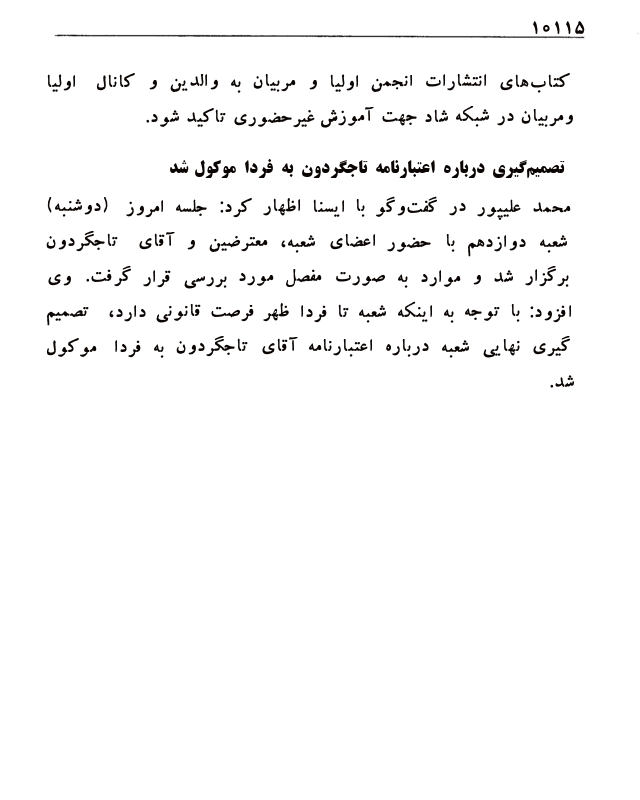 ۱۰۱۱۵
کتاب‌های انتشارات انجمن اولیا و مربیان به والدین و کانال اولیا
ومربیان در شبکه شاد جهت آموزش غیرحضوری تاکید شود.
تصمیم‌گیری درباره اعتبارنامه تاجگردون به فردا موکول شد
محمد علیپور در گفت‌وگو با ایسنا اظهار کرد: جلسه امروز (دوشنبه)
شعبه دوازدهم با حضور اعضای شعبه، معترضین و آقای تاجگردون
برگزار شد و موارد به صورت مفصل مورد بررسی قرار گرفت. وی
افزود: با توجه به اینکه شعبه تا فردا ظهر فرصت قانونی دارد، تصمیم
گیری نهایی شعبه درباره اعتبارنامه آقای تاجگردون به فردا موکول
شد.